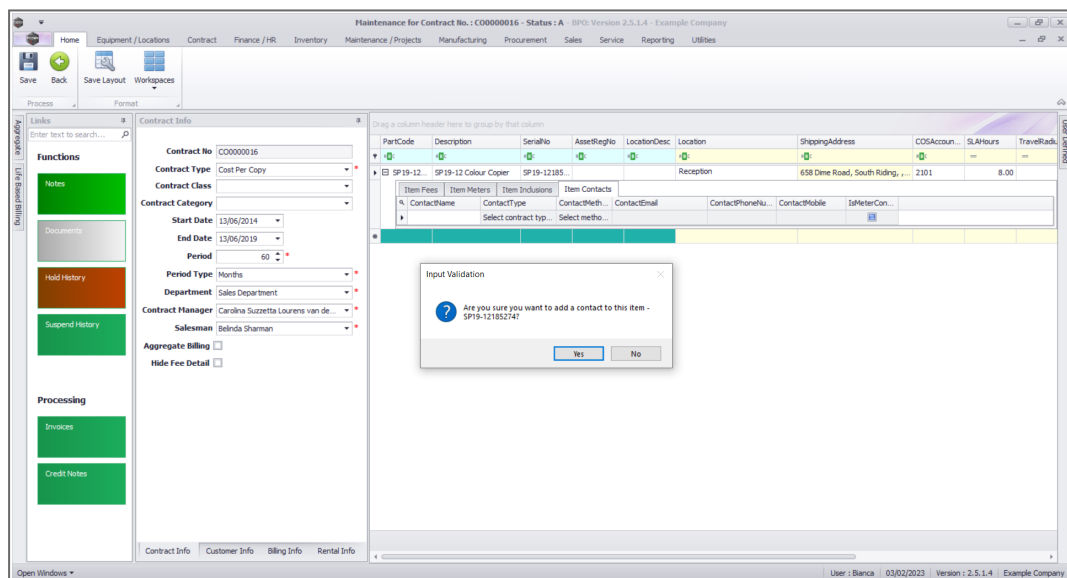 Maintenance for Contract No. : CO0000016 - Status : A - BPO: Version 2.5.1.4 - Example Company
Home Equipment / Locations Contract Finance / HR Inventory Maintenance / Projects Manufacturing Procurement Sales Service Reporting Utilities
Save Back Save Layout Workspaces
Process Format
Aggregate
Life Based Billing
Links
Enter text to search...
Functions
Notes
Documents
Hold History
Suspend History
Processing
Invoices
Credit Notes
Contract Info
Contract No CO0000016
Contract Type Cost Per Copy *
Contract Class
Contract Category
Start Date 13/06/2014
End Date 13/06/2019
Period 60 *
Period Type Months *
Department Sales Department *
Contract Manager Carolina Suzzetta Lourens van de... *
Salesman Belinda Sharman *
Aggregate Billing
Hide Fee Detail
Contract Info Customer Info Billing Info Rental Info
Drag a column header here to group by that column
PartCode Description SerialNo AssetRegNo LocationDesc Location ShippingAddress COSAccoun... SLAHours TravelRadiu
SP19-12... SP19-12 Colour Copier SP19-12185... Reception 658 Dime Road, South Riding, ,... 2101 8.00
Item Fees Item Meters Item Inclusions Item Contacts
ContactName ContactType ContactMeth... ContactEmail ContactPhoneNu... ContactMobile IsMeterCon...
Select contract typ... Select metho...
Input Validation
Are you sure you want to add a contact to this item -
SP19-12185274?
Yes No
User Defined
Open Windows User : Bianca 03/02/2023 Version : 2.5.1.4 Example Company